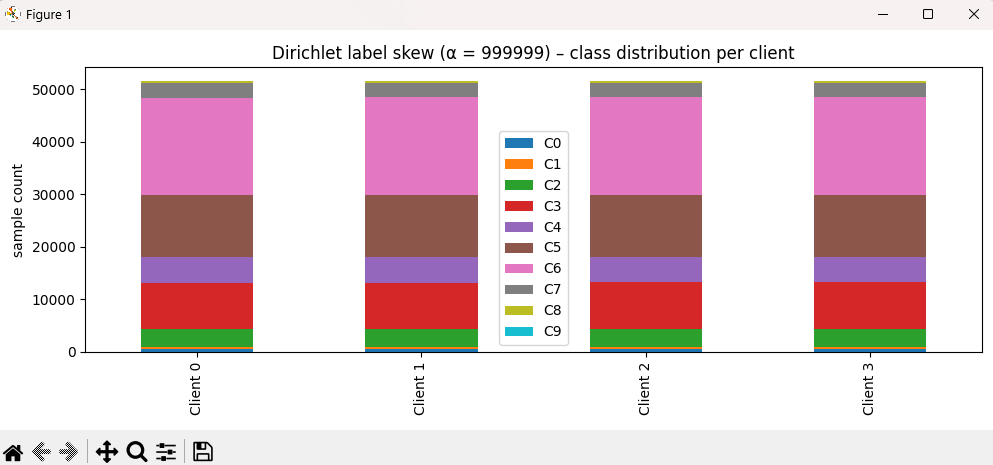 Figure 1
Dirichlet label skew (α = 999999) – class distribution per client
sample count
50000
40000
30000
20000
10000
0
C0
C1
C2
C3
C4
C5
C6
C7
C8
C9
Client 0
Client 1
Client 2
Client 3